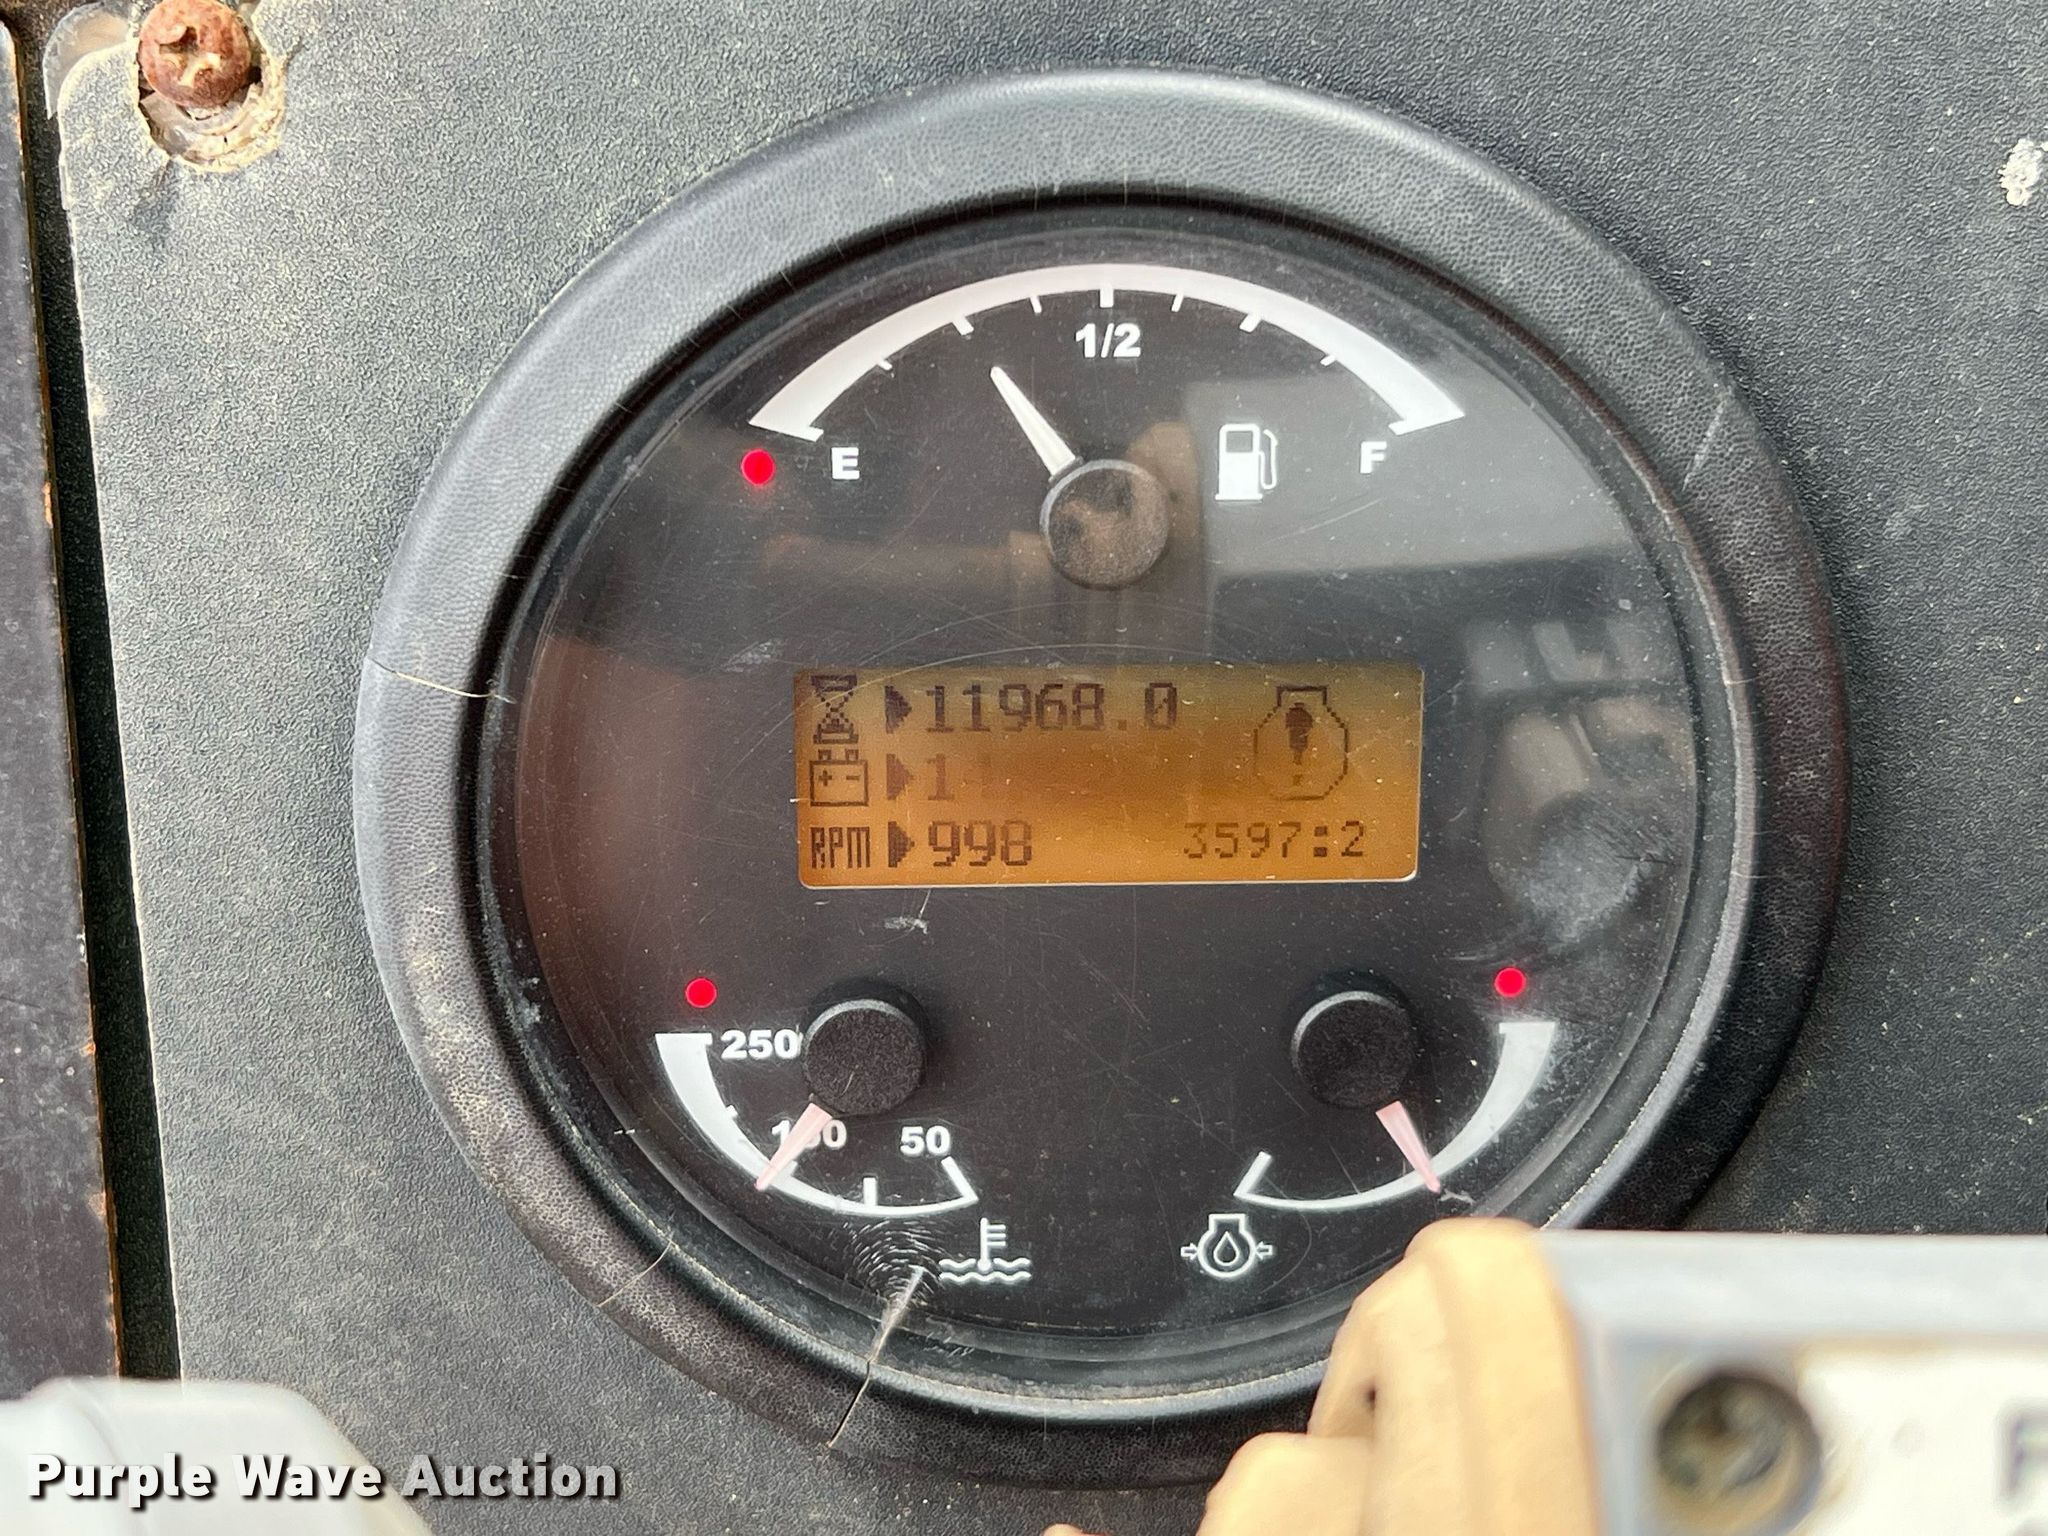 1/2
E
F
11968.0
1
RPM 998
3597:2
250
50
Purple Wave Auction